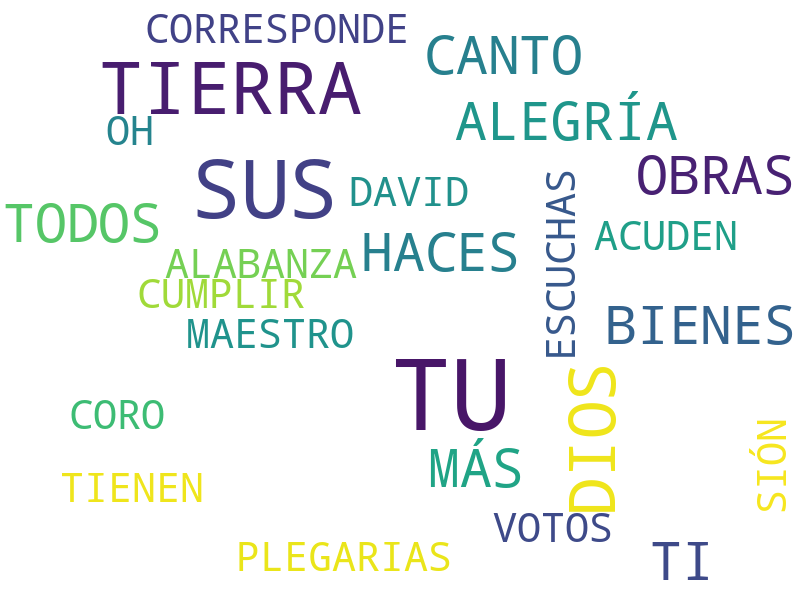 CORRESPONDE
CANTO
TIERRA
ALEGRÍA
OH
SUS
DAVID
OBRAS
ESCUCHAS
TODOS
HACES
ACUDEN
ALABANZA
CUMPLIR
MAESTRO
BIENES
TU
DIOS
CORO
MÁS
SIÓN
TIENEN
VOTOS
PLEGARIAS
TI